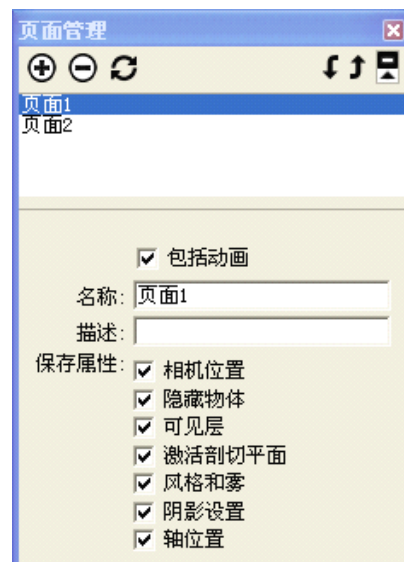 页面管理
页面1
页面2
包括动画
名称: 页面1
描述:
保存属性: 相机位置
隐藏物体
可见层
激活剖切平面
风格和雾
阴影设置
轴位置